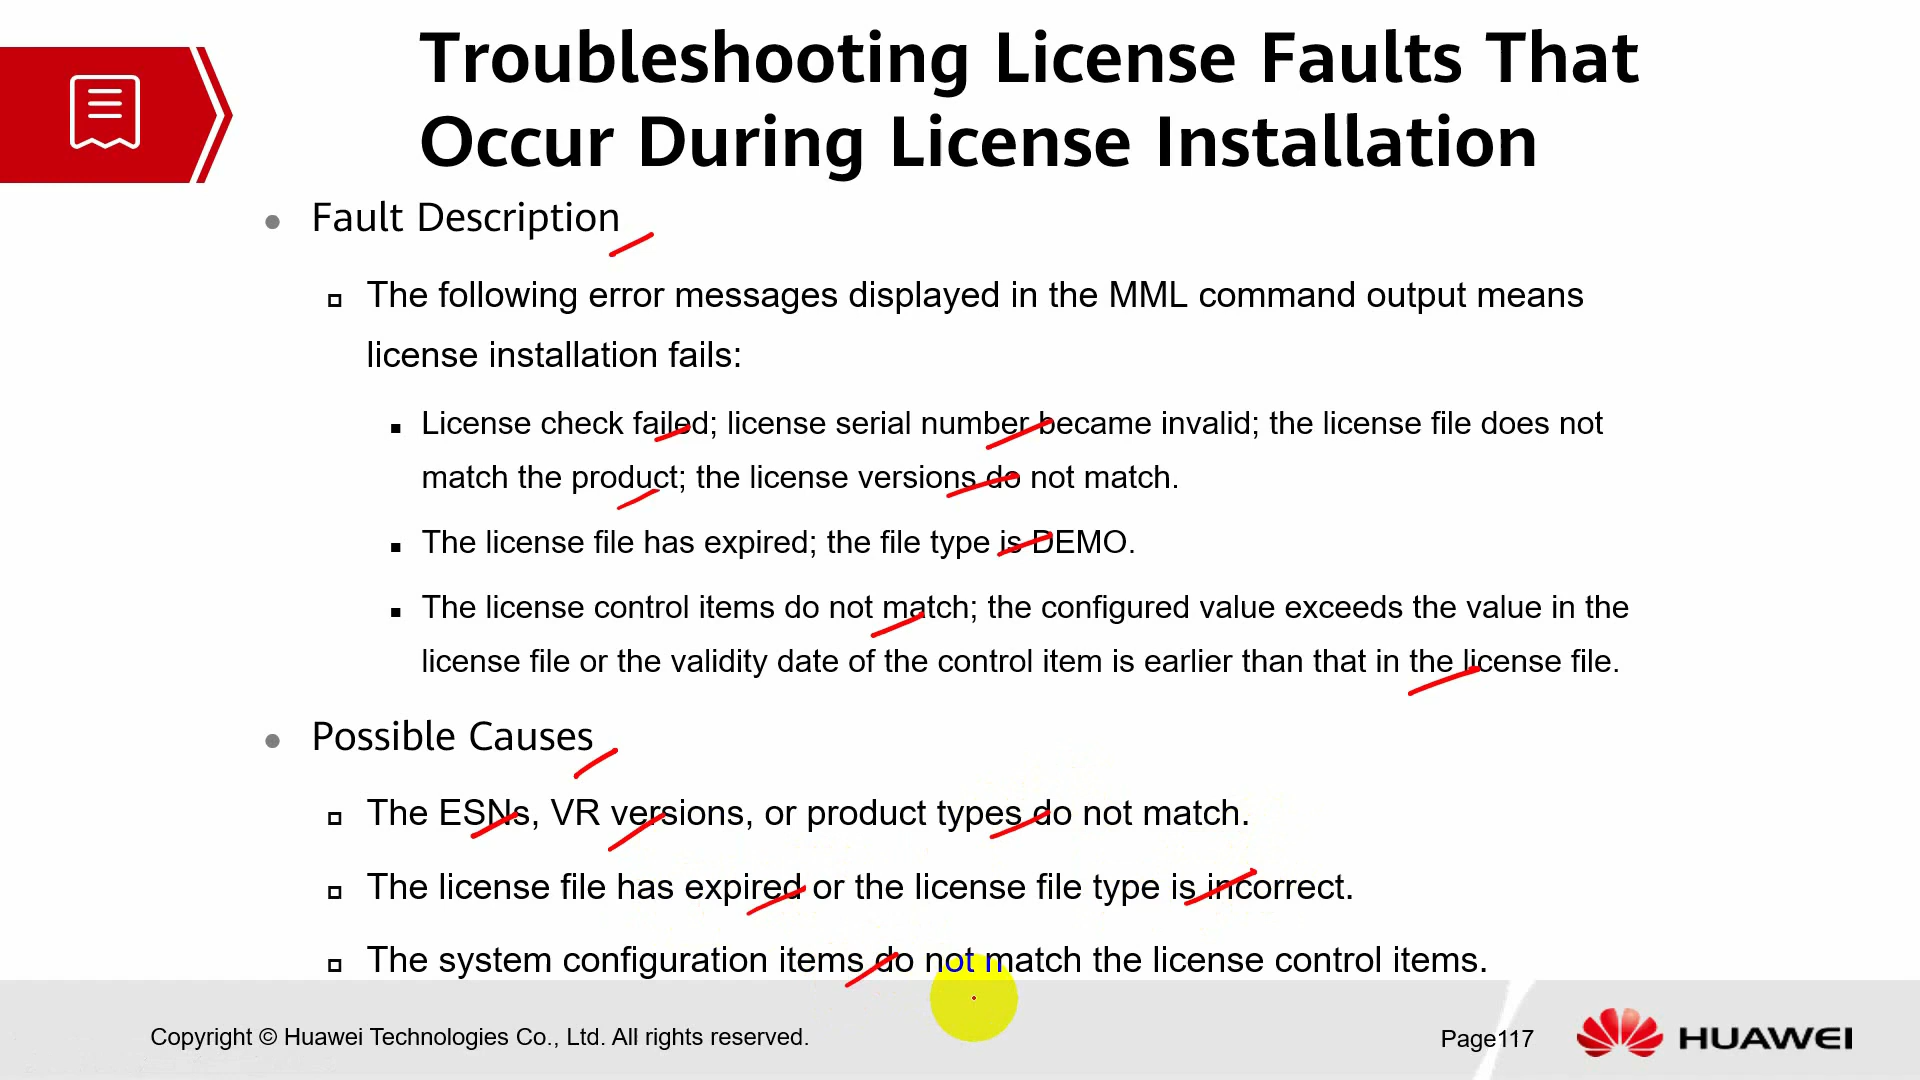 Troubleshooting License Faults That
Occur During License Installation
Fault Description
The following error messages displayed in the MML command output means
license installation fails:
License check failed; license serial number became invalid; the license file does not
match the product; the license versions do not match.
The license file has expired; the file type is DEMO.
The license control items do not match; the configured value exceeds the value in the
license file or the validity date of the control item is earlier than that in the license file.
Possible Causes
The ESNs, VR versions, or product types do not match.
The license file has expired or the license file type is incorrect.
The system configuration items do not match the license control items.
Copyright © Huawei Technologies Co., Ltd. All rights reserved.
Page117
HUAWEI